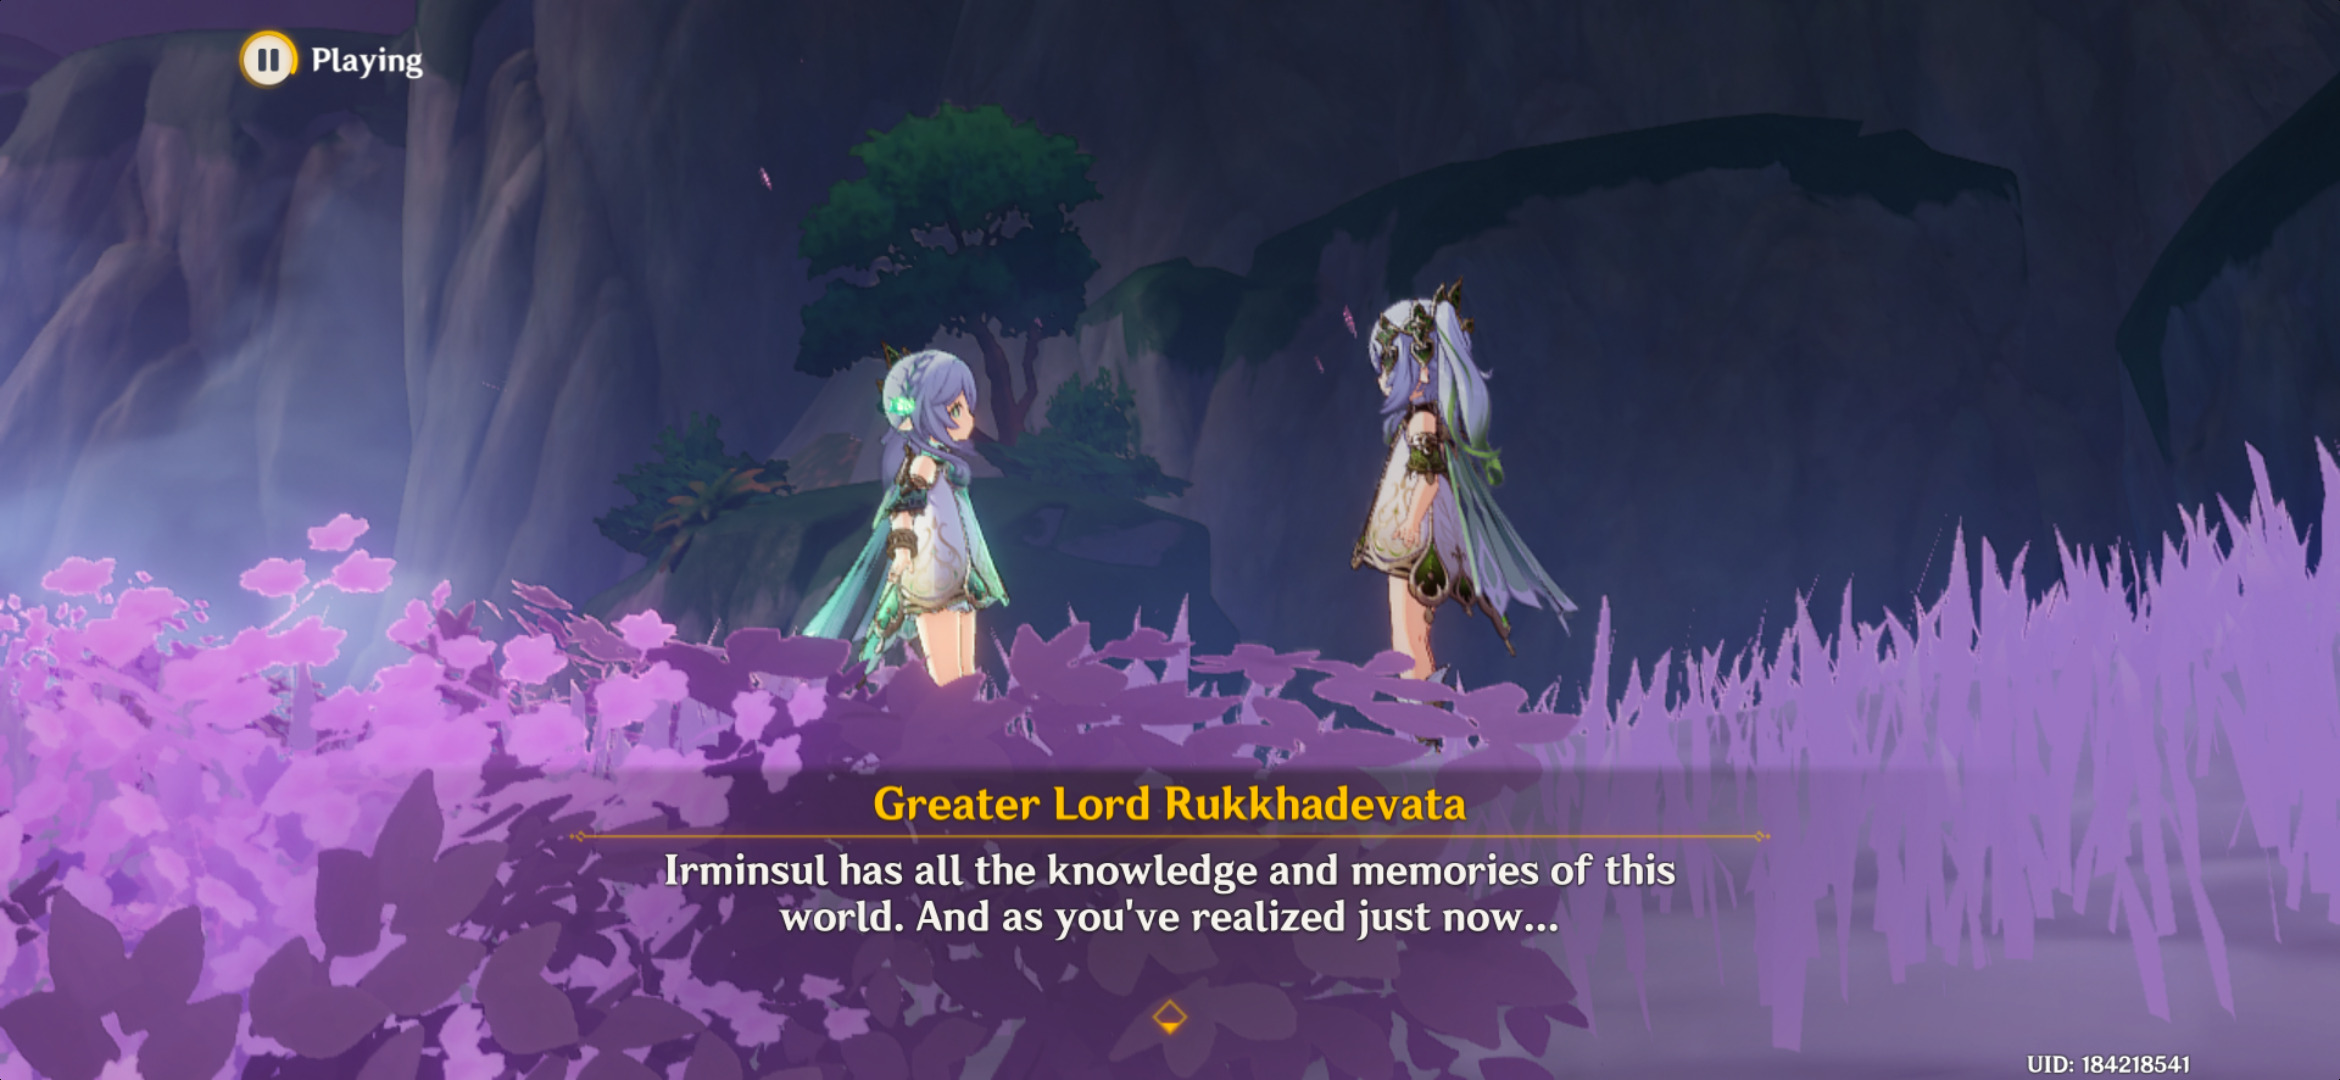 Playing
Greater Lord Rukkhadevata
Irminsul has all the knowledge and memories of this
world. And as you've realized just now...
UID: 184218541